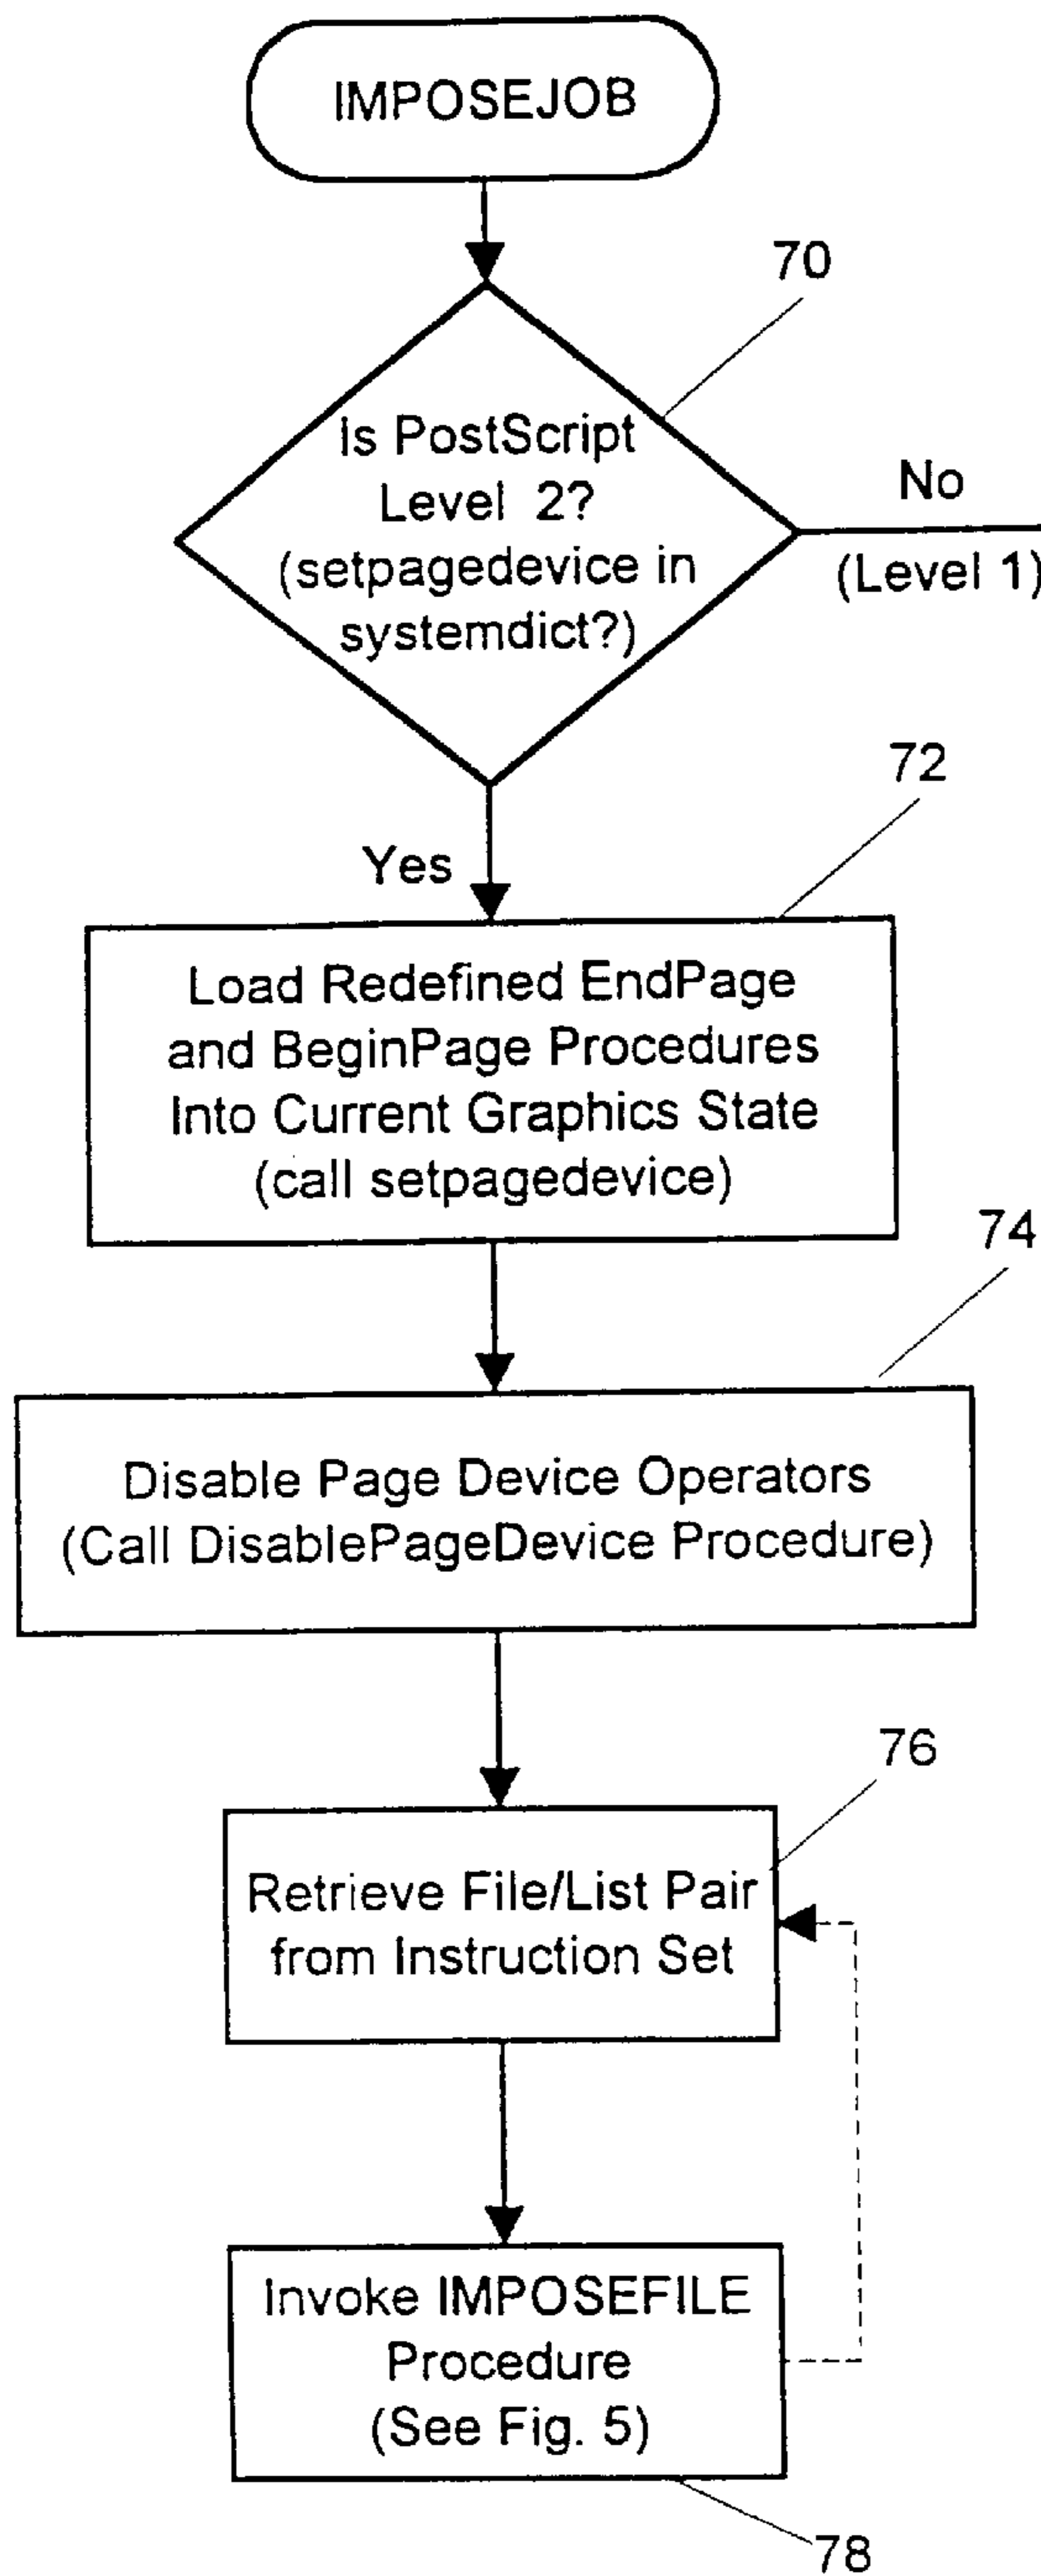 IMPOSEJOB
70
Is PostScript
Level 2?
(setpagedevice in
systemdict?)
No
(Level 1)
72
Yes
Load Redefined EndPage
and BeginPage Procedures
Into Current Graphics State
(call setpagedevice)
74
Disable Page Device Operators
(Call DisablePageDevice Procedure)
76
Retrieve File/List Pair
from Instruction Set
Invoke IMPOSEFILE
Procedure
(See Fig. 5)
78